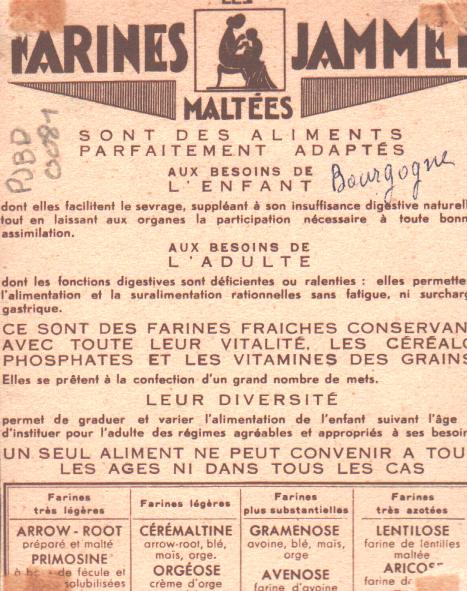 LES
FARINES JAMMET
MALTÉES
PJBD
0081
SONT DES ALIMENTS
PARFAITEMENT ADAPTÉS
AUX BESOINS DE
L'ENFANT
Bourgogne
dont elles facilitent le sevrage, suppléant à son insuffisance digestive naturell
tout en laissant aux organes la participation nécessaire à toute bonn
assimilation.
AUX BESOINS DE
L'ADULTE
dont les fonctions digestives sont déficientes ou ralenties : elles permette
l'alimentation et la suralimentation rationnelles sans fatigue, ni surcharg
gastrique.
CE SONT DES FARINES FRAICHES CONSERVAN
AVEC TOUTE LEUR VITALITÉ, LES CÉRÉALO
PHOSPHATES ET LES VITAMINES DES GRAINS
Elles se prêtent à la confection d'un grand nombre de mets.
LEUR DIVERSITÉ
permet de graduer et varier l'alimentation de l'enfant suivant l'âge
d'instituer pour l'adulte des régimes agréables et appropriés à ses besoin
UN SEUL ALIMENT NE PEUT CONVENIR A TOU
LES AGES NI DANS TOUS LES CAS
Farines
très légères
ARROW-ROOT
préparé et malté
PRIMOSINE
de fécule et
solubilisées
Farines légères
CÉRÉMALTINE
arrow-root, blé,
maïs, orge.
ORGÉOSE
crème d'orge
Farines
plus substantielles
GRAMENOSE
avoine, blé, maïs,
orge.
AVENOSE
farine d'avoine
Farines
très azotées
LENTILOSE
farine de lentilles
maltée
ARICOSE
farine de